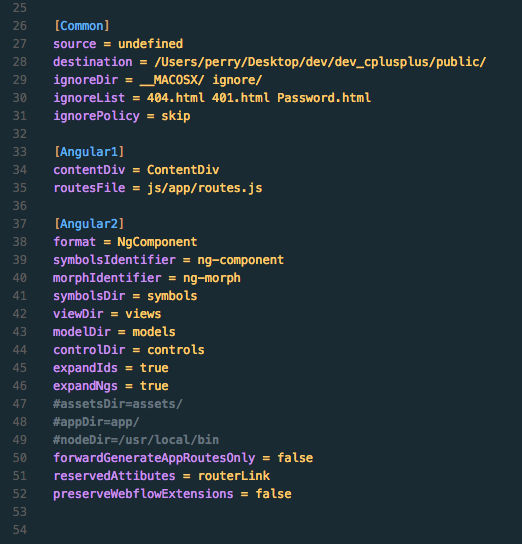 25
26 [Common]
27 source = undefined
28 destination = /Users/perry/Desktop/dev/dev_cplusplus/public/
29 ignoreDir = __MACOSX/ ignore/
30 ignoreList = 404.html 401.html Password.html
31 ignorePolicy = skip
32
33 [Angular1]
34 contentDiv = ContentDiv
35 routesFile = js/app/routes.js
36
37 [Angular2]
38 format = NgComponent
39 symbolsIdentifier = ng-component
40 morphIdentifier = ng-morph
41 symbolsDir = symbols
42 viewDir = views
43 modelDir = models
44 controlDir = controls
45 expandIds = true
46 expandNgs = true
47 #assetsDir=assets/
48 #appDir=app/
49 #nodeDir=/usr/local/bin
50 forwardGenerateAppRoutesOnly = false
51 reservedAttibutes = routerLink
52 preserveWebflowExtensions = false
53
54